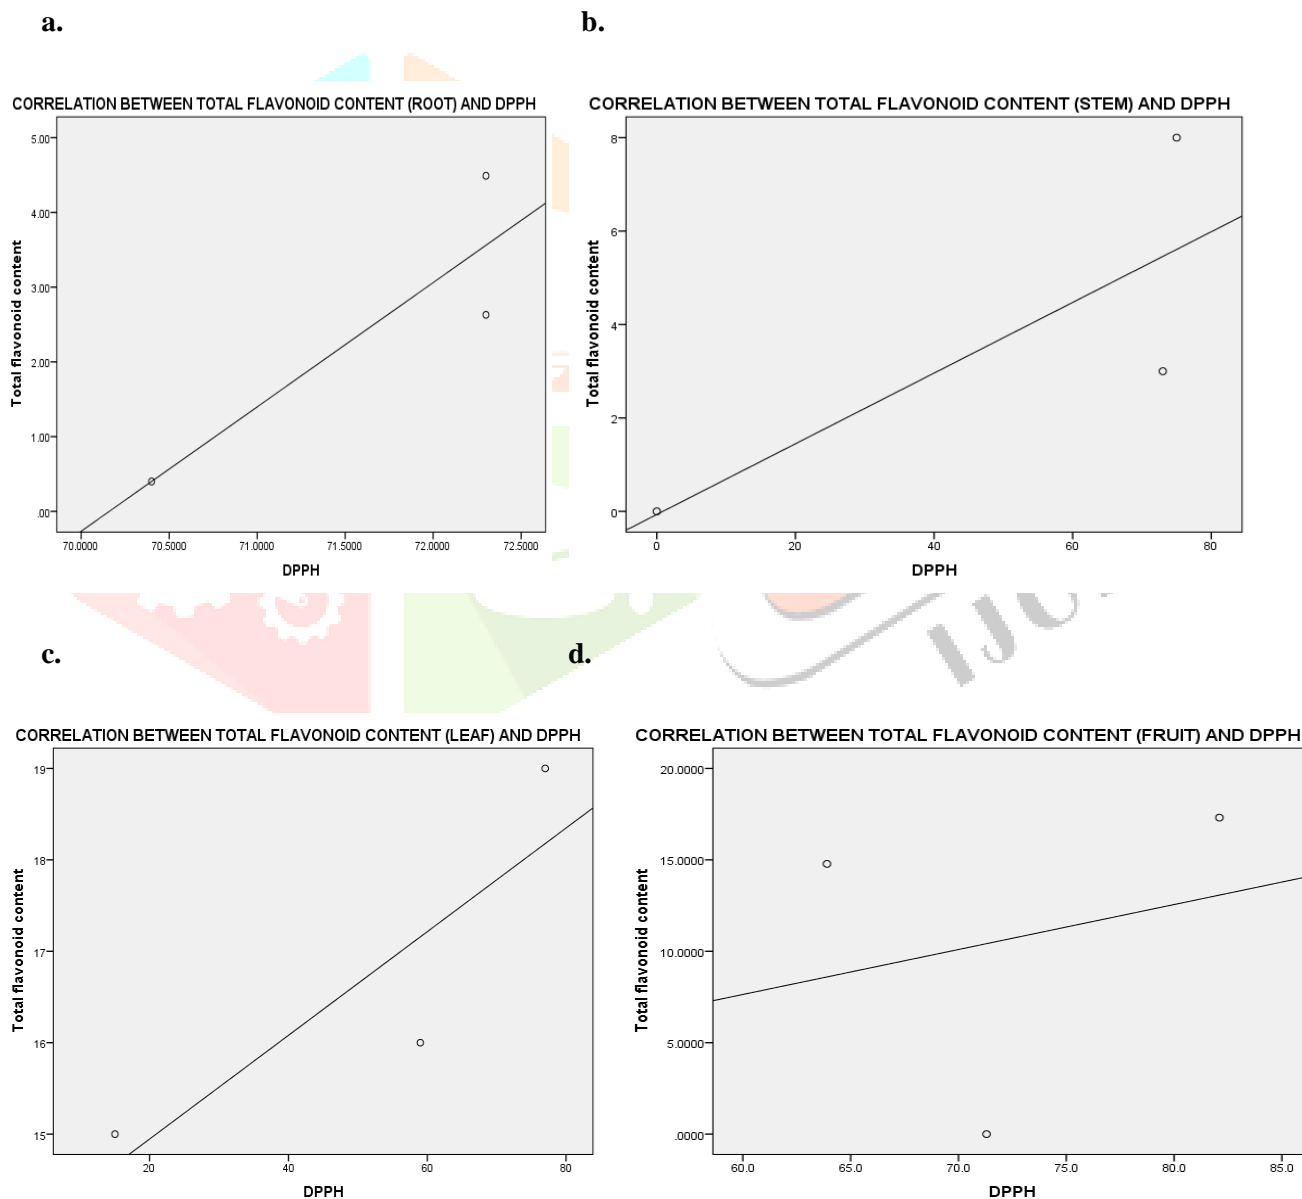 a.
CORRELATION BETWEEN TOTAL FLAVONOID CONTENT (ROOT) AND DPPH
5.00
4.00
3.00
2.00
1.00
.00
Total flavonoid content
70.0000 70.5000 71.0000 71.5000 72.0000 72.5000
DPPH
b.
CORRELATION BETWEEN TOTAL FLAVONOID CONTENT (STEM) AND DPPH
8
6
4
2
0
Total flavonoid content
0 20 40 60 80
DPPH
c.
CORRELATION BETWEEN TOTAL FLAVONOID CONTENT (LEAF) AND DPPH
19
18
17
16
15
Total flavonoid content
20 40 60 80
DPPH
d.
CORRELATION BETWEEN TOTAL FLAVONOID CONTENT (FRUIT) AND DPPH
20.0000
15.0000
10.0000
5.0000
.0000
Total flavonoid content
60.0 65.0 70.0 75.0 80.0 85.0
DPPH